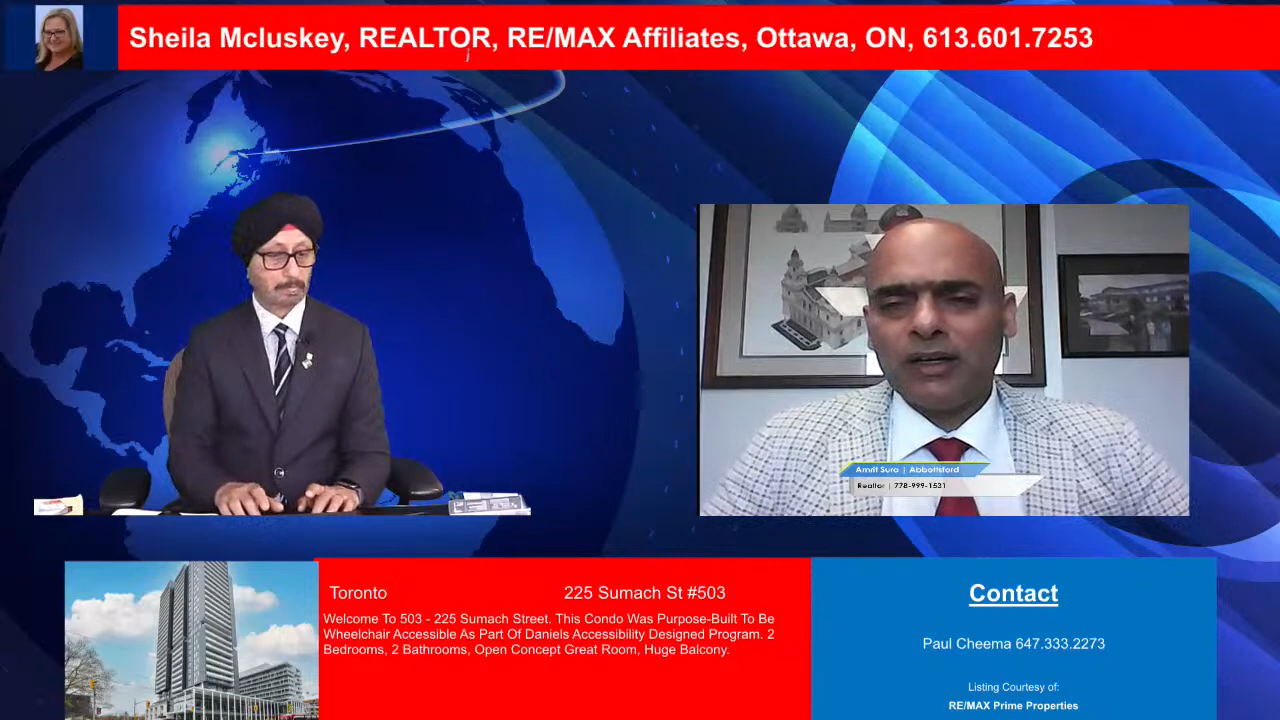 Sheila Mcluskey, REALTOR, RE/MAX Affiliates, Ottawa, ON, 613.601.7253
Amrit Sura | Abbottsford
Realtor | 778-999-1531
Toronto
225 Sumach St #503
Welcome To 503 - 225 Sumach Street. This Condo Was Purpose-Built To Be
Wheelchair Accessible As Part Of Daniels Accessibility Designed Program. 2
Bedrooms, 2 Bathrooms, Open Concept Great Room, Huge Balcony.
Contact
Paul Cheema 647.333.2273
Listing Courtesy of:
RE/MAX Prime Properties